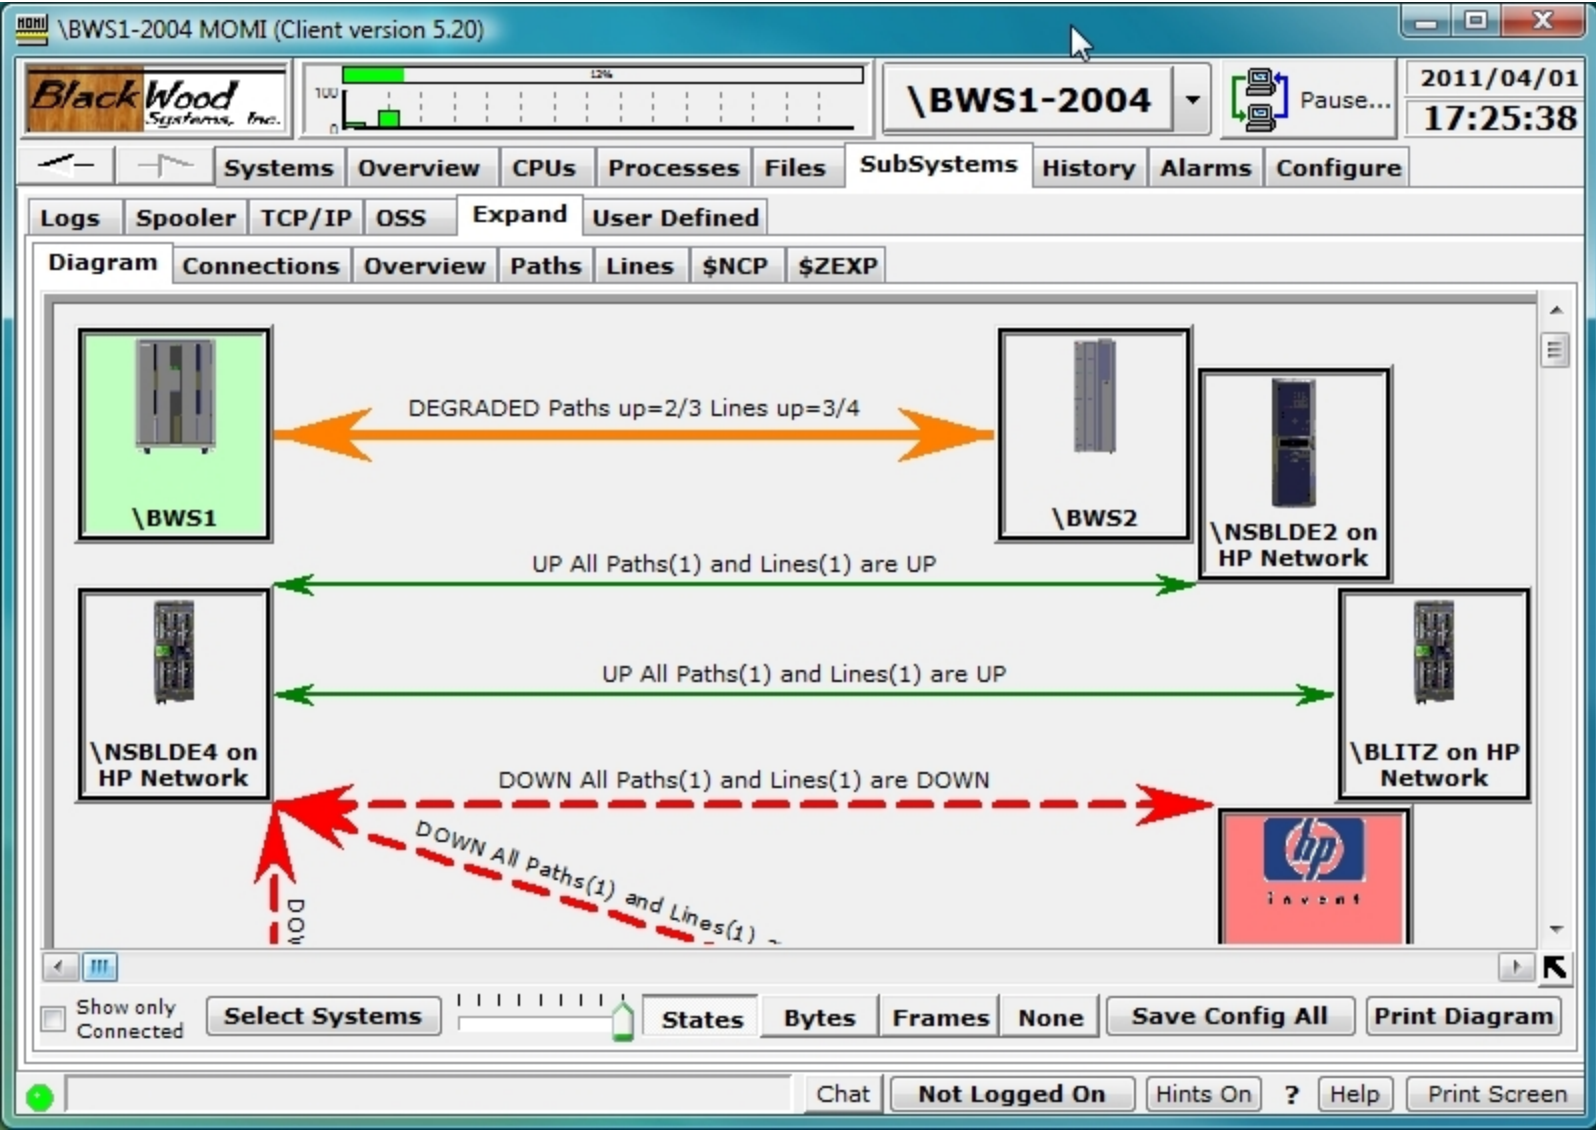 MOMI
\BWS1-2004 MOMI (Client version 5.20)
BlackWood
Systems, Inc.
12%
100
0
\BWS1-2004
Pause...
2011/04/01
17:25:38
Systems
Overview
CPUs
Processes
Files
SubSystems
History
Alarms
Configure
Logs
Spooler
TCP/IP
OSS
Expand
User Defined
Diagram
Connections
Overview
Paths
Lines
$NCP
$ZEXP
DEGRADED Paths up=2/3 Lines up=3/4
\BWS1
\BWS2
\NSBLDE2 on
HP Network
UP All Paths(1) and Lines(1) are UP
UP All Paths(1) and Lines(1) are UP
\NSBLDE4 on
HP Network
\BLITZ on HP
Network
DOWN All Paths(1) and Lines(1) are DOWN
DOWN All Paths(1) and Lines(1)
hp
invent
Show only
Connected
Select Systems
States
Bytes
Frames
None
Save Config All
Print Diagram
Chat
Not Logged On
Hints On
?
Help
Print Screen